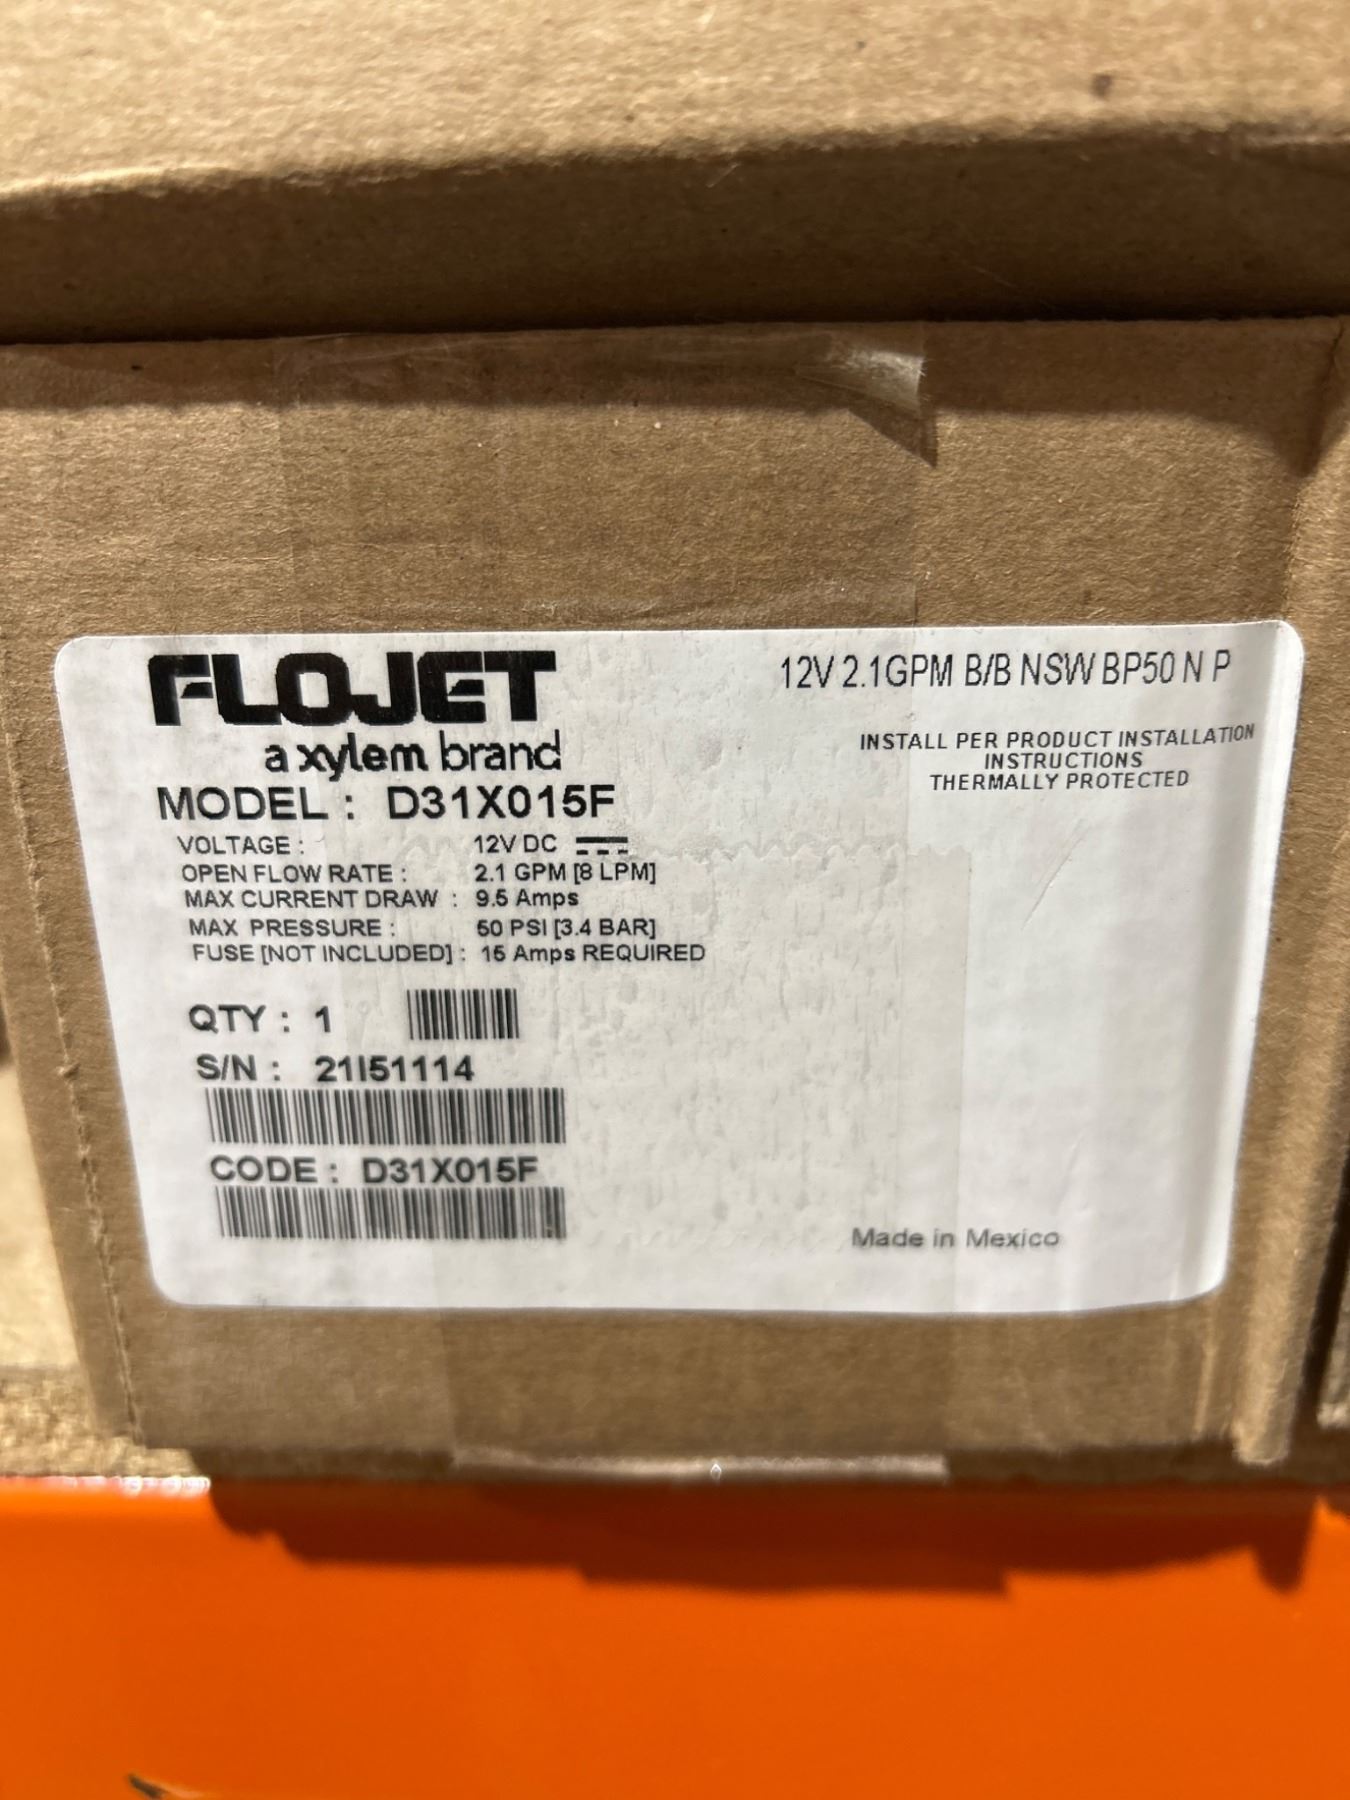 FLOJET
a xylem brand
12V 2.1GPM B/B NSW BP50 N P
INSTALL PER PRODUCT INSTALLATION
INSTRUCTIONS
THERMALLY PROTECTED
MODEL : D31X015F
VOLTAGE : 12V DC
OPEN FLOW RATE : 2.1 GPM [8 LPM]
MAX CURRENT DRAW : 9.5 Amps
MAX PRESSURE : 50 PSI [3.4 BAR]
FUSE [NOT INCLUDED] : 15 Amps REQUIRED
QTY : 1
S/N : 21I51114
CODE : D31X015F
Made in Mexico